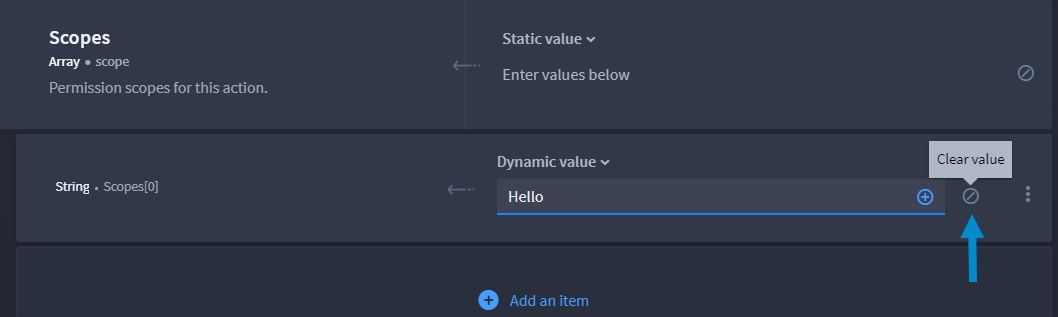 Scopes
Array • scope
Permission scopes for this action.
Static value
Enter values below
String • Scopes[0]
Dynamic value
Hello
Clear value
Add an item